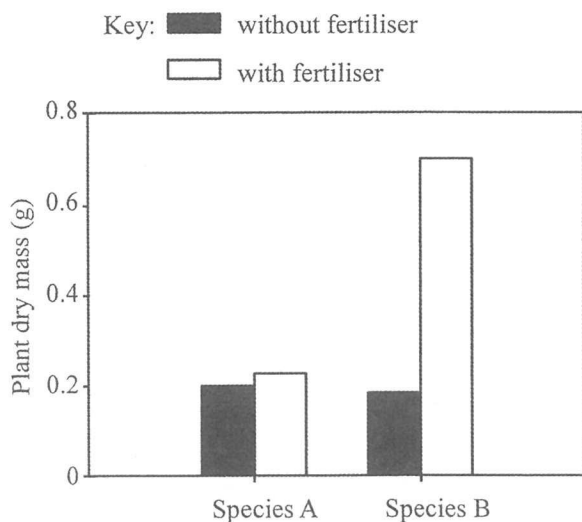 Key: without fertiliser
with fertiliser
0.8
0.6
0.4
0.2
0
Plant dry mass (g)
Species A Species B